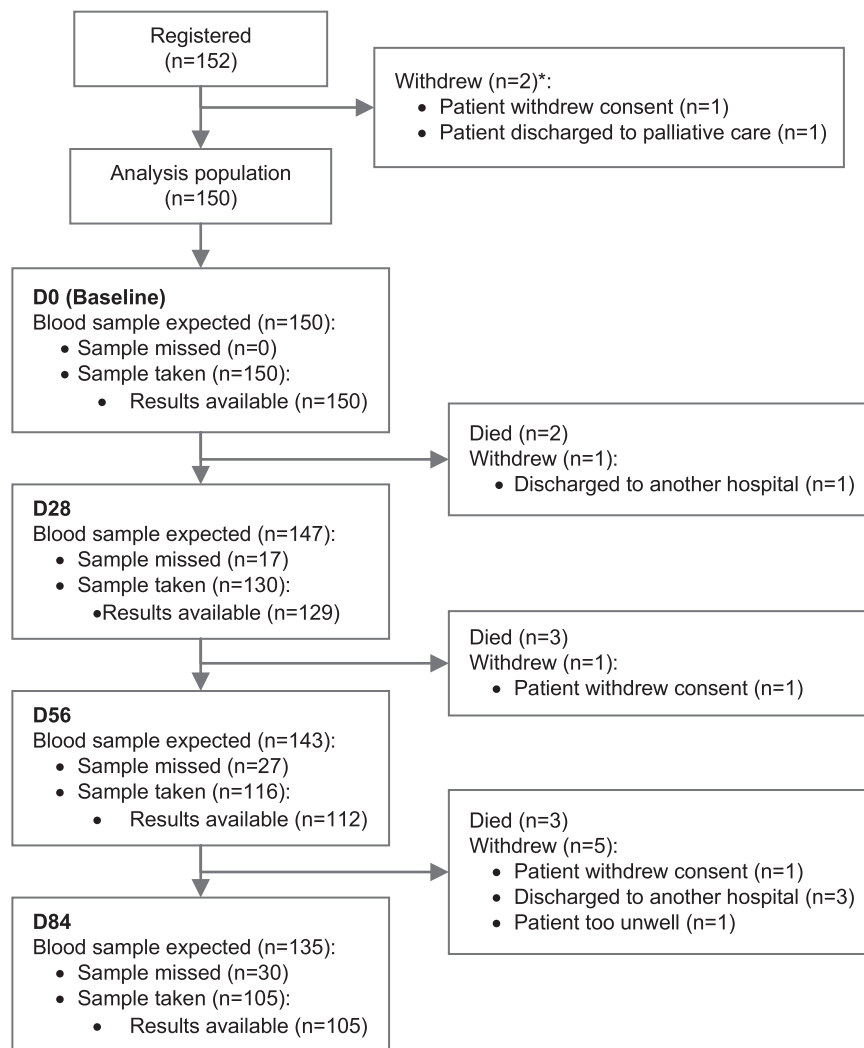 Registered
(n=152)
Withdrew (n=2)*:
• Patient withdrew consent (n=1)
• Patient discharged to palliative care (n=1)
Analysis population
(n=150)
D0 (Baseline)
Blood sample expected (n=150):
• Sample missed (n=0)
• Sample taken (n=150):
• Results available (n=150)
Died (n=2)
Withdrew (n=1):
• Discharged to another hospital (n=1)
D28
Blood sample expected (n=147):
• Sample missed (n=17)
• Sample taken (n=130):
•Results available (n=129)
Died (n=3)
Withdrew (n=1):
• Patient withdrew consent (n=1)
D56
Blood sample expected (n=143):
• Sample missed (n=27)
• Sample taken (n=116):
• Results available (n=112)
Died (n=3)
Withdrew (n=5):
• Patient withdrew consent (n=1)
• Discharged to another hospital (n=3)
• Patient too unwell (n=1)
D84
Blood sample expected (n=135):
• Sample missed (n=30)
• Sample taken (n=105):
• Results available (n=105)